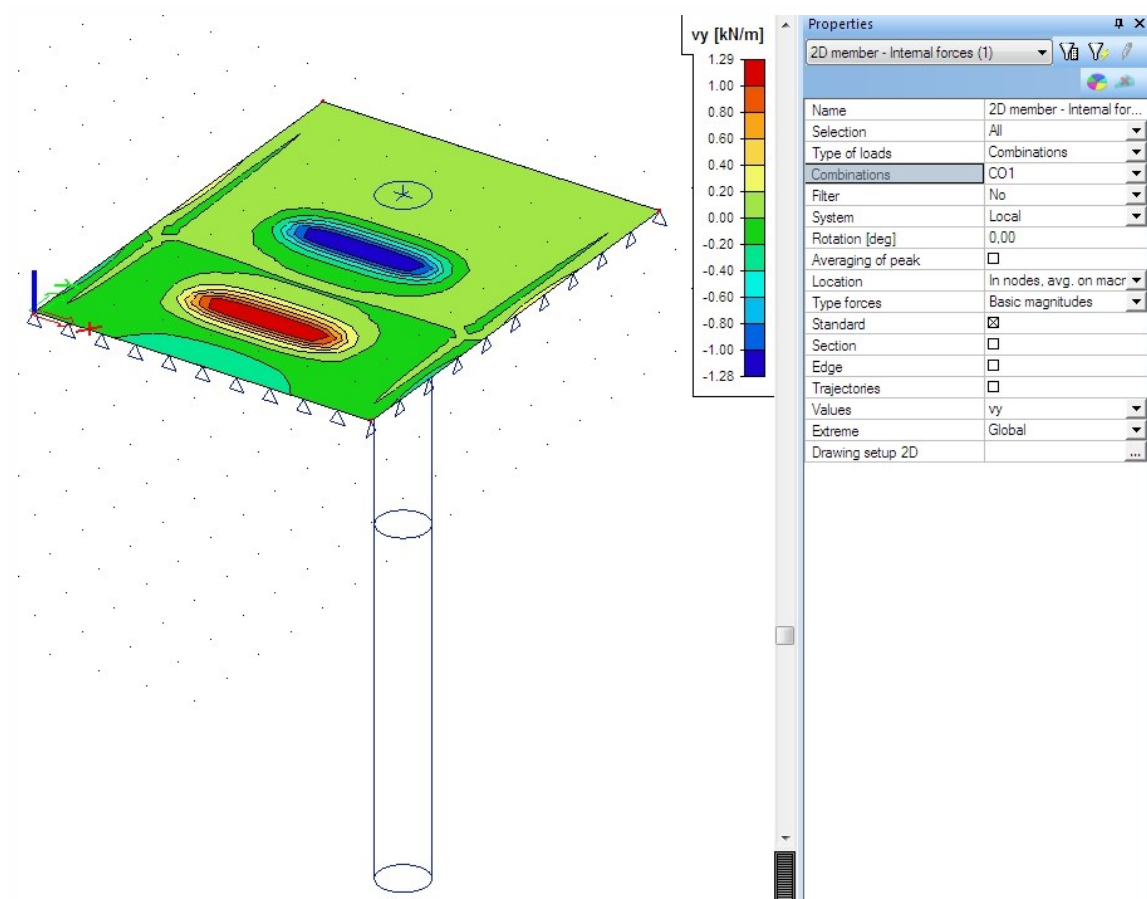 vy [kN/m]
1.29
1.00
0.80
0.60
0.40
0.20
0.00
-0.20
-0.40
-0.60
-0.80
-1.00
-1.28
Properties
2D member - Internal forces (1)
Name 2D member - Internal for...
Selection All
Type of loads Combinations
Combinations CO1
Filter No
System Local
Rotation [deg] 0,00
Averaging of peak
Location In nodes, avg. on macr
Type forces Basic magnitudes
Standard
Section
Edge
Trajectories
Values vy
Extreme Global
Drawing setup 2D ...